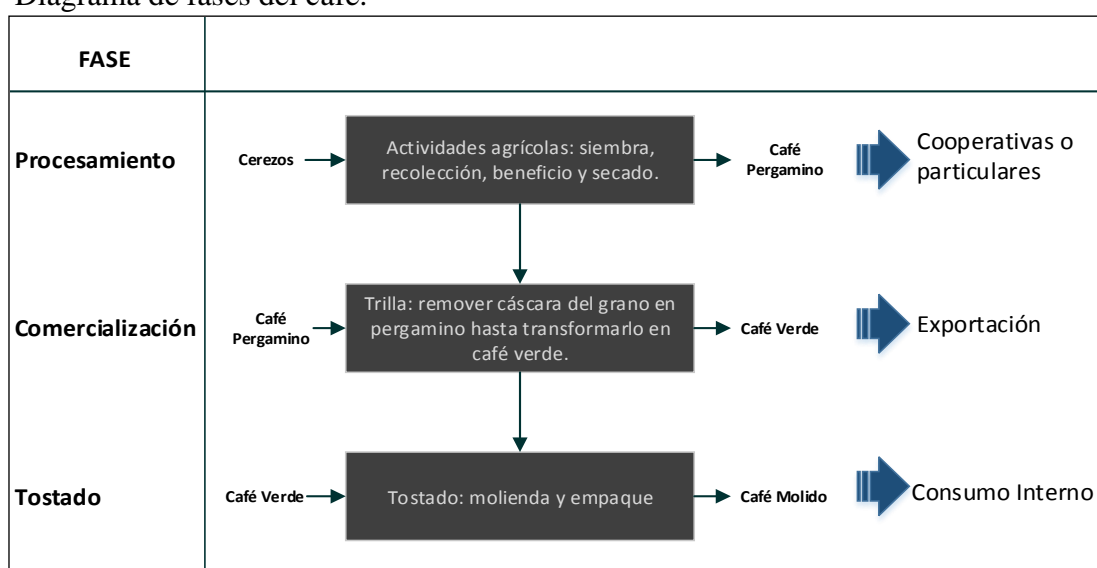 Diagrama de fases del café.
FASE
Procesamiento
Cerezos
Actividades agrícolas: siembra,
recolección, beneficio y secado.
Café
Pergamino
Cooperativas o
particulares
Comercialización
Café
Pergamino
Trilla: remover cáscara del grano en
pergamino hasta transformarlo en
café verde.
Café Verde
Exportación
Tostado
Café Verde
Tostado: molienda y empaque
Café Molido
Consumo Interno